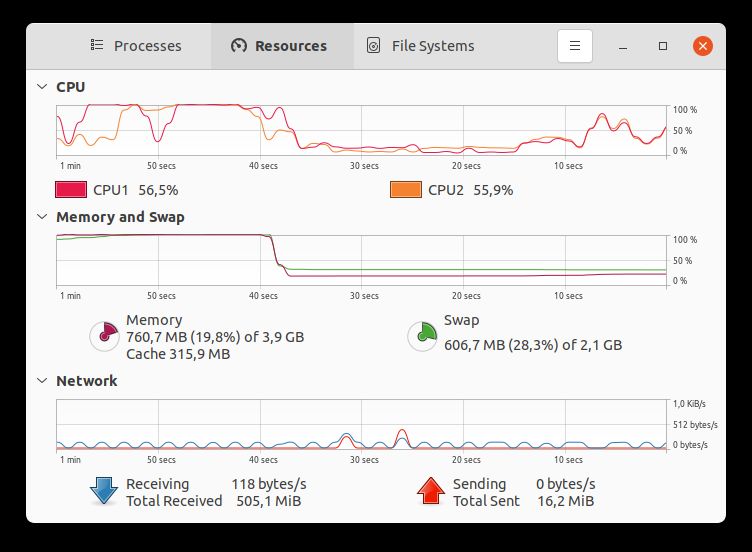 Processes Resources File Systems
CPU
100 %
50 %
0 %
1 min 50 secs 40 secs 30 secs 20 secs 10 secs
CPU1 56,5% CPU2 55,9%
Memory and Swap
100 %
50 %
0 %
1 min 50 secs 40 secs 30 secs 20 secs 10 secs
Memory
760,7 MB (19,8%) of 3,9 GB
Cache 315,9 MB
Swap
606,7 MB (28,3%) of 2,1 GB
Network
1,0 KiB/s
512 bytes/s
0 bytes/s
1 min 50 secs 40 secs 30 secs 20 secs 10 secs
Receiving 118 bytes/s
Total Received 505,1 MiB
Sending 0 bytes/s
Total Sent 16,2 MiB